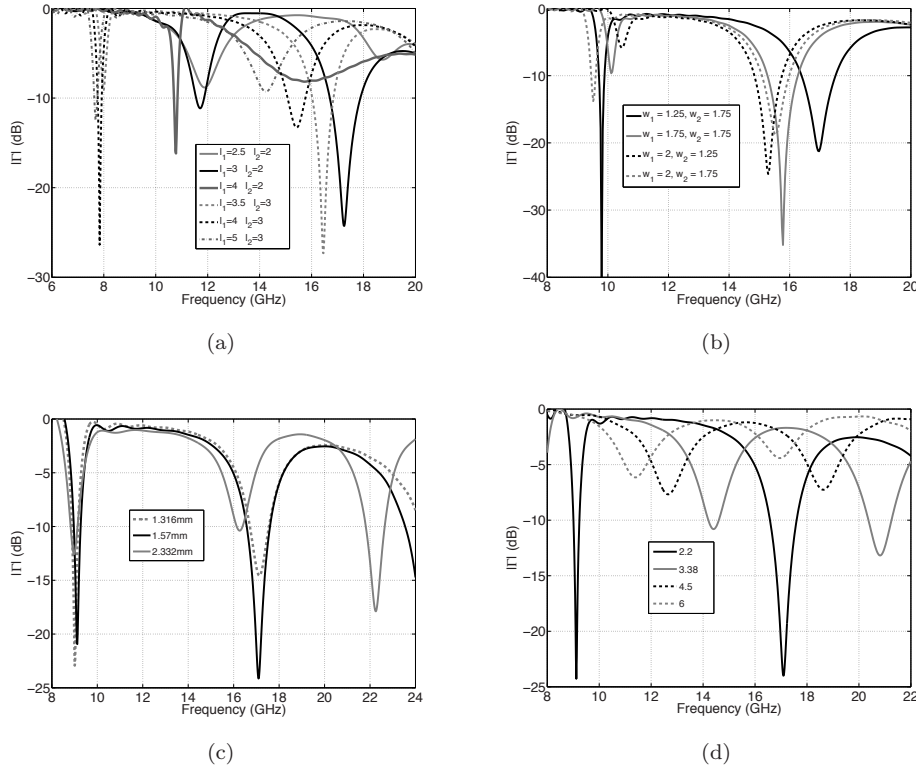 0
−10
−20
−30
|Γ| (dB)
6 8 10 12 14 16 18 20
Frequency (GHz)
l1=2.5 l2=2
l1=3 l2=2
l1=4 l2=2
l1=3.5 l2=3
l1=4 l2=3
l1=5 l2=3
(a)
0
−10
−20
−30
−40
|Γ| (dB)
8 10 12 14 16 18 20
Frequency (GHz)
w1 = 1.25, w2 = 1.75
w1 = 1.75, w2 = 1.75
w1 = 2, w2 = 1.25
w1 = 2, w2 = 1.75
(b)
0
−5
−10
−15
−20
−25
|Γ| (dB)
8 10 12 14 16 18 20 22 24
Frequency (GHz)
1.316mm
1.57mm
2.332mm
(c)
0
−5
−10
−15
−20
−25
|Γ| (dB)
8 10 12 14 16 18 20 22
Frequency (GHz)
2.2
3.38
4.5
6
(d)